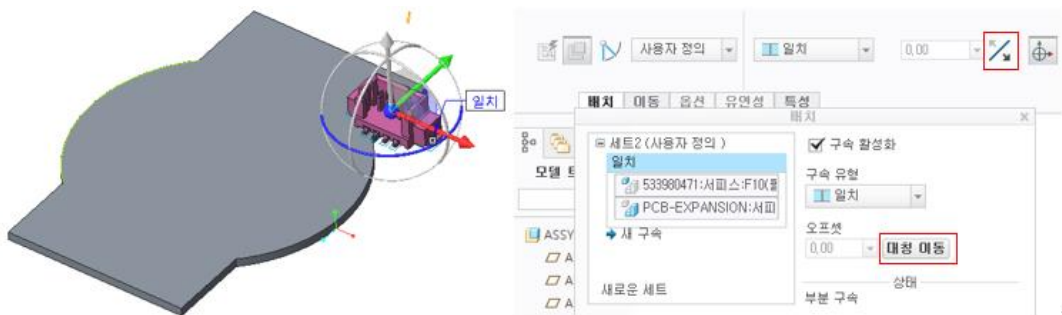 일치
사용자 정의
일치
0,00
배치 이동 옵션 유연성 특성
배치
세트2 (사용자 정의 )
일치
533980471:서피스:F10(
PCB-EXPANSION:서피
새 구속
새로운 세트
구속 활성화
구속 유형
일치
오프셋
0,00
대칭 이동
상태
부분 구속
모델 트
ASSY
A
A
A